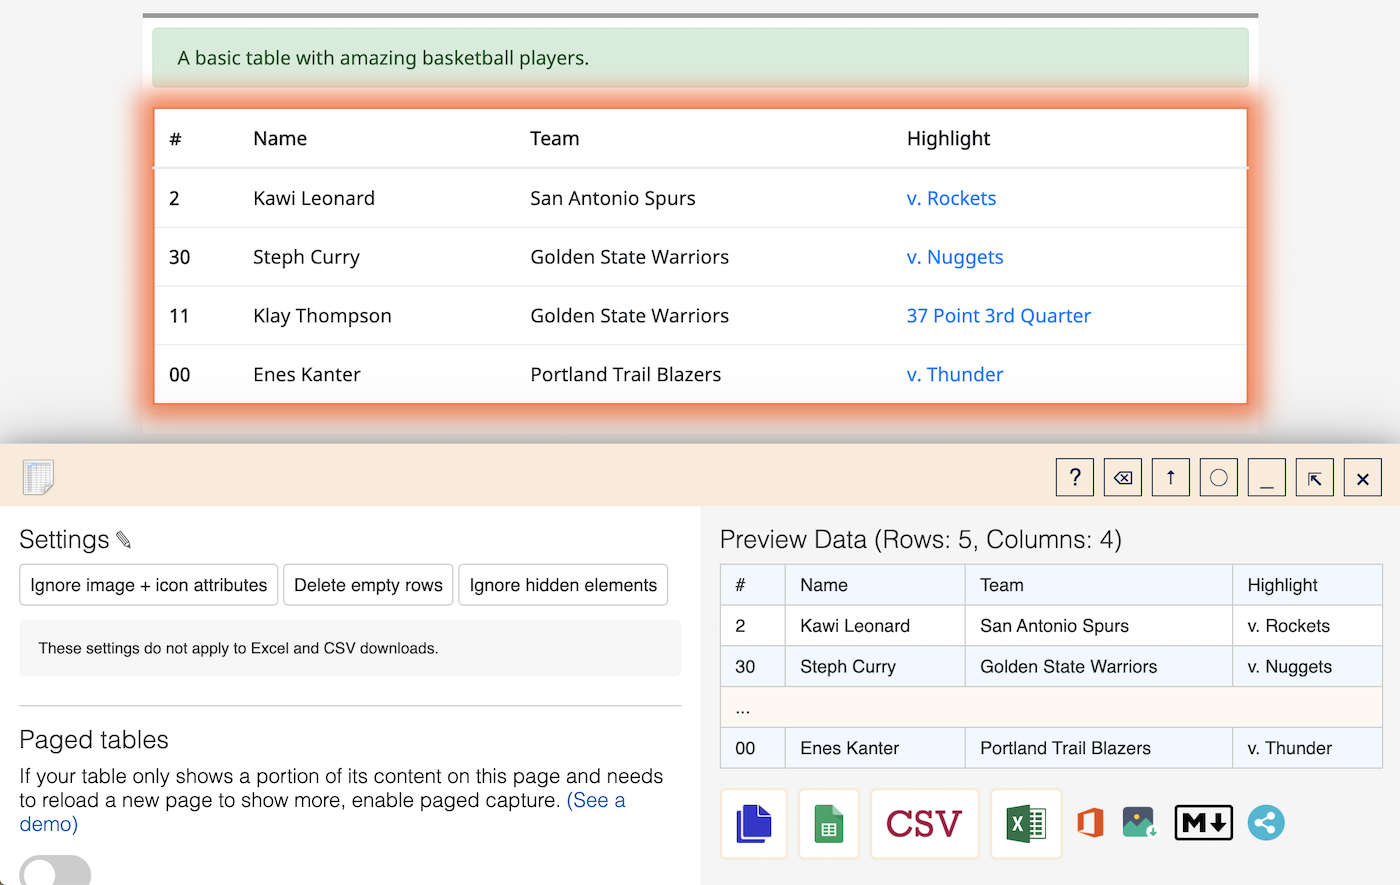 A basic table with amazing basketball players.
# Name Team Highlight
2 Kawi Leonard San Antonio Spurs v. Rockets
30 Steph Curry Golden State Warriors v. Nuggets
11 Klay Thompson Golden State Warriors 37 Point 3rd Quarter
00 Enes Kanter Portland Trail Blazers v. Thunder
?
Settings
Ignore image + icon attributes Delete empty rows Ignore hidden elements
These settings do not apply to Excel and CSV downloads.
Paged tables
If your table only shows a portion of its content on this page and needs
to reload a new page to show more, enable paged capture. (See a
demo)
Preview Data (Rows: 5, Columns: 4)
# Name Team Highlight
2 Kawi Leonard San Antonio Spurs v. Rockets
30 Steph Curry Golden State Warriors v. Nuggets
...
00 Enes Kanter Portland Trail Blazers v. Thunder
CSV X M